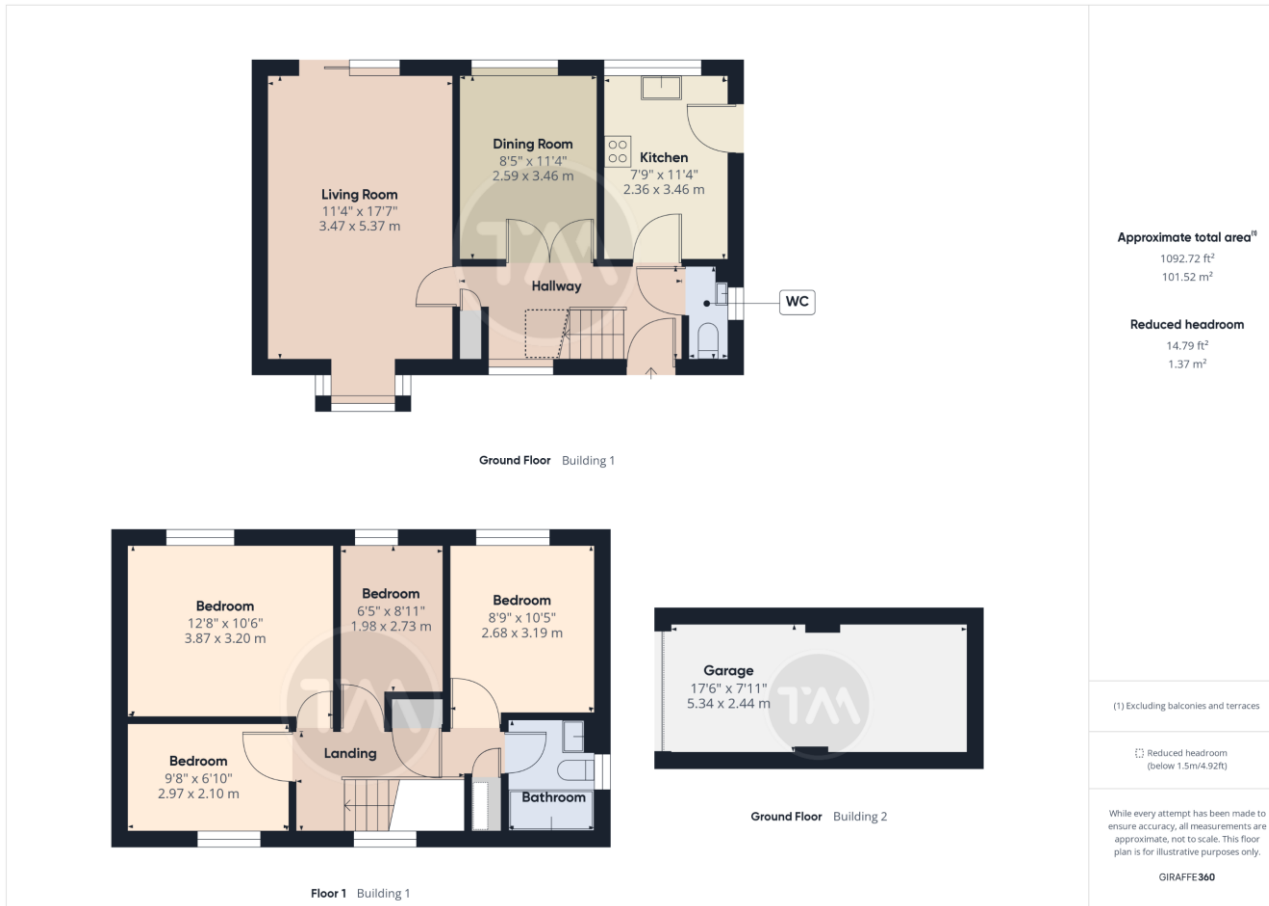 Living Room
11'4" x 17'7"
3.47 x 5.37 m
Dining Room
8'5" x 11'4"
2.59 x 3.46 m
Kitchen
7'9" x 11'4"
2.36 x 3.46 m
Hallway
WC
TM
Ground Floor Building 1
Bedroom
12'8" x 10'6"
3.87 x 3.20 m
Bedroom
6'5" x 8'11"
1.98 x 2.73 m
Bedroom
8'9" x 10'5"
2.68 x 3.19 m
Bedroom
9'8" x 6'10"
2.97 x 2.10 m
Landing
Bathroom
TM
Floor 1 Building 1
Garage
17'6" x 7'11"
5.34 x 2.44 m
TM
Ground Floor Building 2
Approximate total area(1)
1092.72 ft²
101.52 m²
Reduced headroom
14.79 ft²
1.37 m²
(1) Excluding balconies and terraces
Reduced headroom
(below 1.5m/4.92ft)
While every attempt has been made to
ensure accuracy, all measurements are
approximate, not to scale. This floor
plan is for illustrative purposes only.
GIRAFFE360